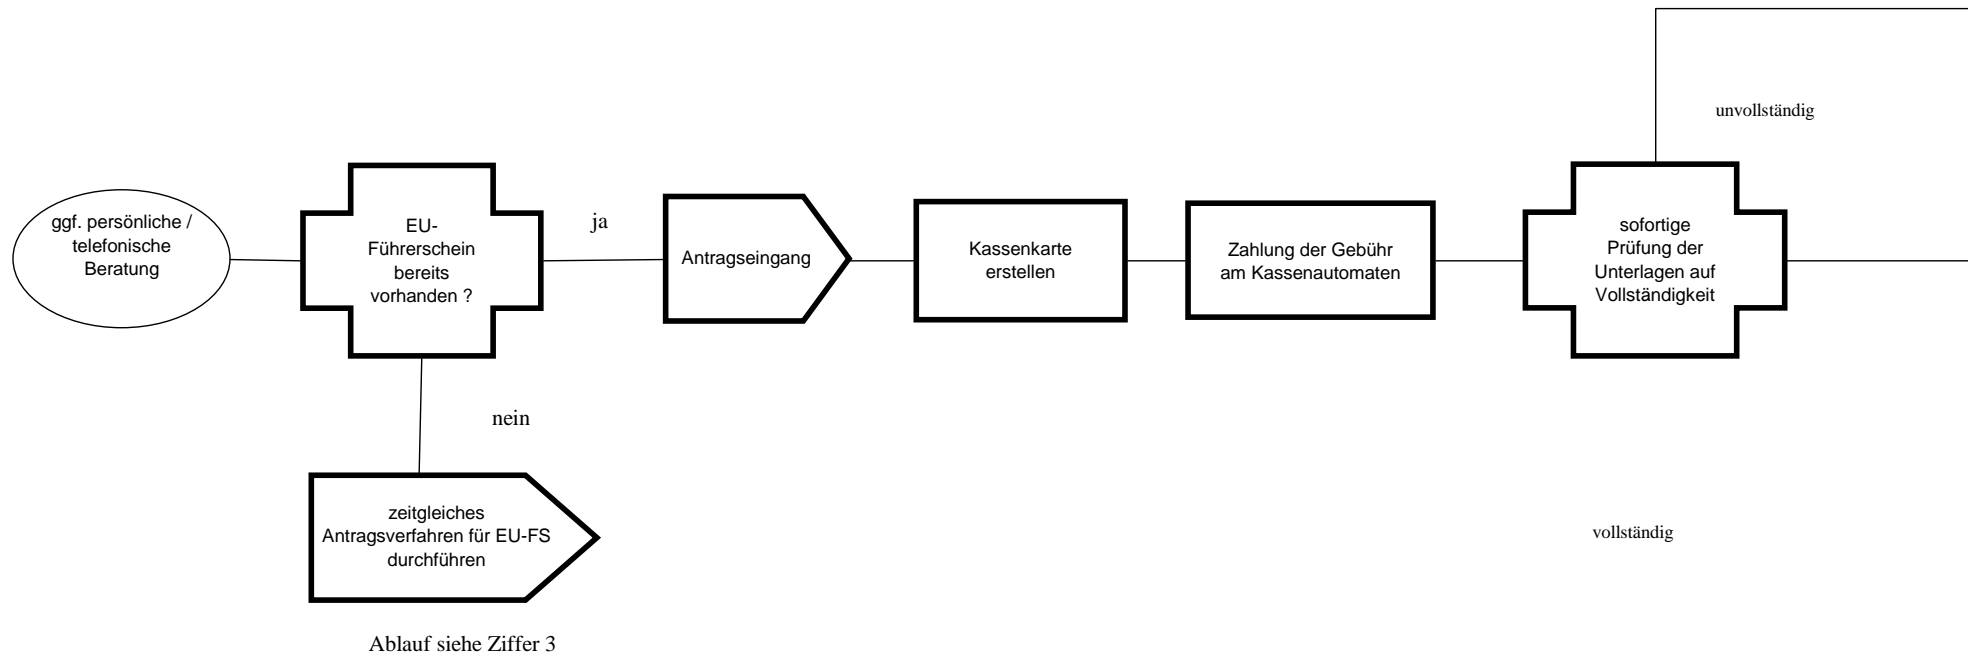 ggf. persönliche /
telefonische
Beratung
EU-
Führerschein
bereits
vorhanden ?
ja
nein
zeitgleiches
Antragsverfahren für EU-FS
durchführen
Ablauf siehe Ziffer 3
Antragseingang
Kassenkarte
erstellen
Zahlung der Gebühr
am Kassenautomaten
sofortige
Prüfung der
Unterlagen auf
Vollständigkeit
unvollständig
vollständig